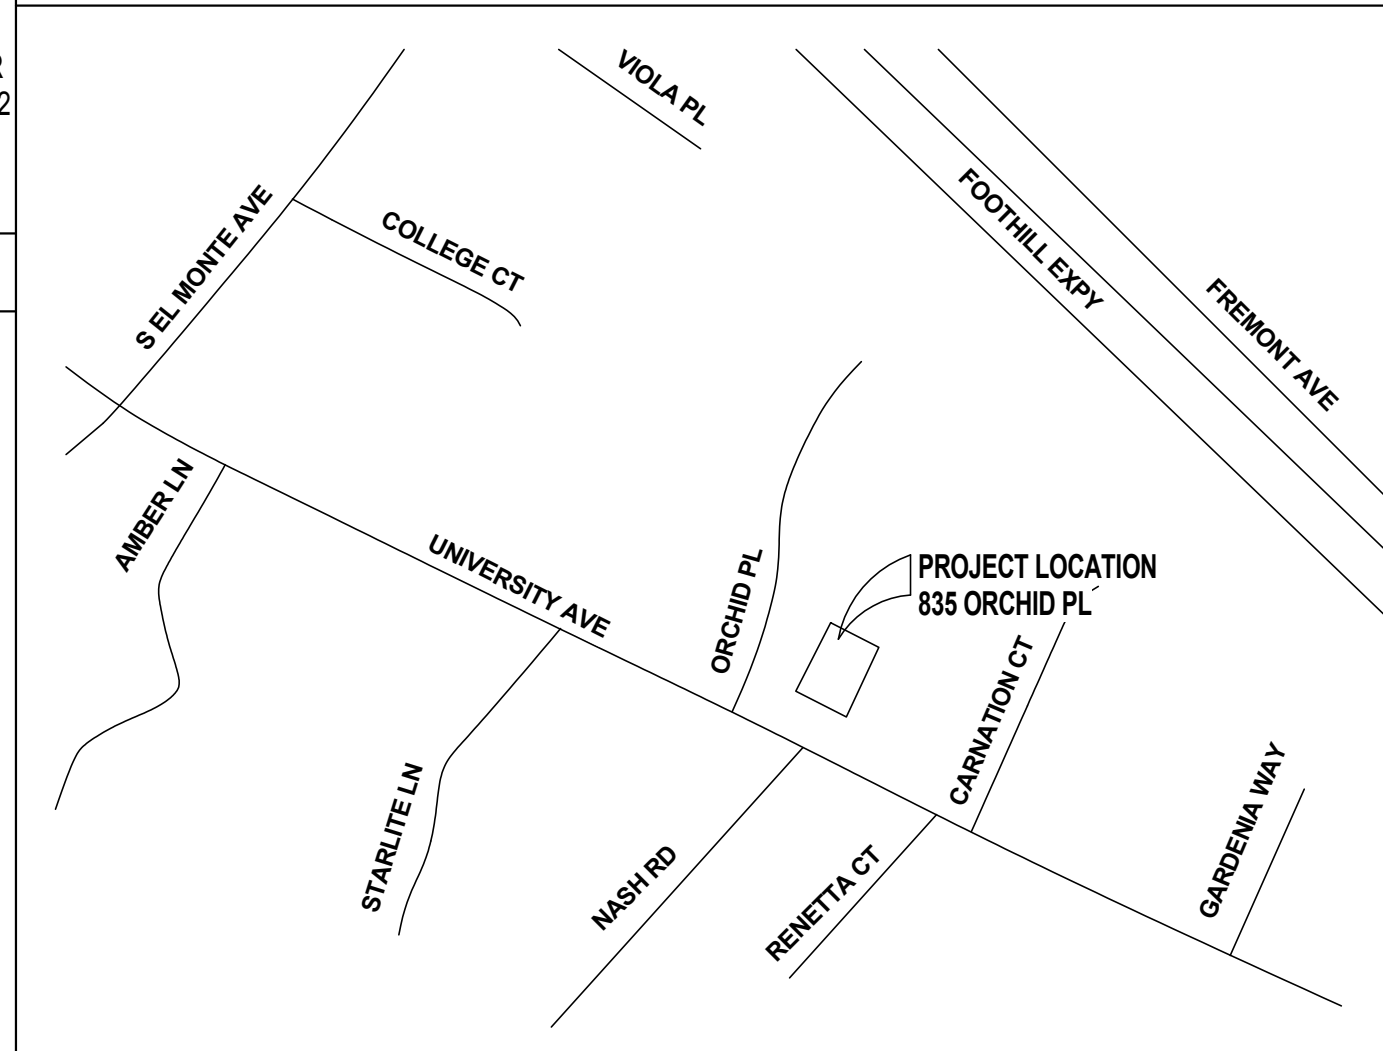 R
2
VIOLA PL
S EL MONTE AVE
COLLEGE CT
FOOTHILL EXPY
FREMONT AVE
AMBER LN
UNIVERSITY AVE
ORCHID PL
PROJECT LOCATION
835 ORCHID PL
CARNATION CT
STARLITE LN
NASH RD
RENETTA CT
GARDENIA WAY